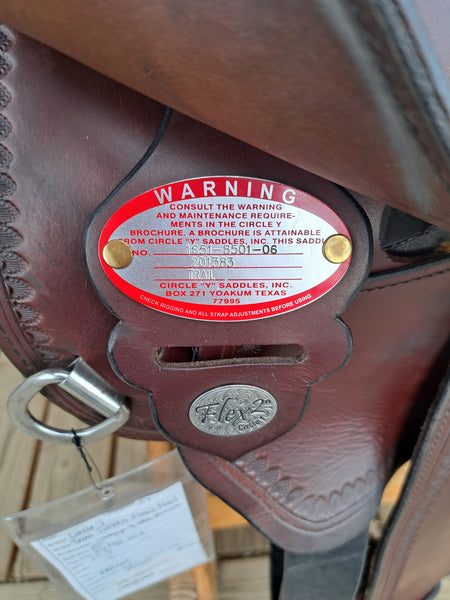 WARNING
CONSULT THE WARNING
AND MAINTENANCE REQUIRE-
MENTS IN THE CIRCLE Y
BROCHURE. A BROCHURE IS ATTAINABLE
FROM CIRCLE "Y" SADDLES, INC. THIS SADDLE
NO. 1551-8501-06
201383
TRAIL
CIRCLE "Y" SADDLES, INC.
BOX 271 YOAKUM TEXAS
77995
CHECK RIGGING AND ALL STRAP ADJUSTMENTS BEFORE USING
Flex2
Circle